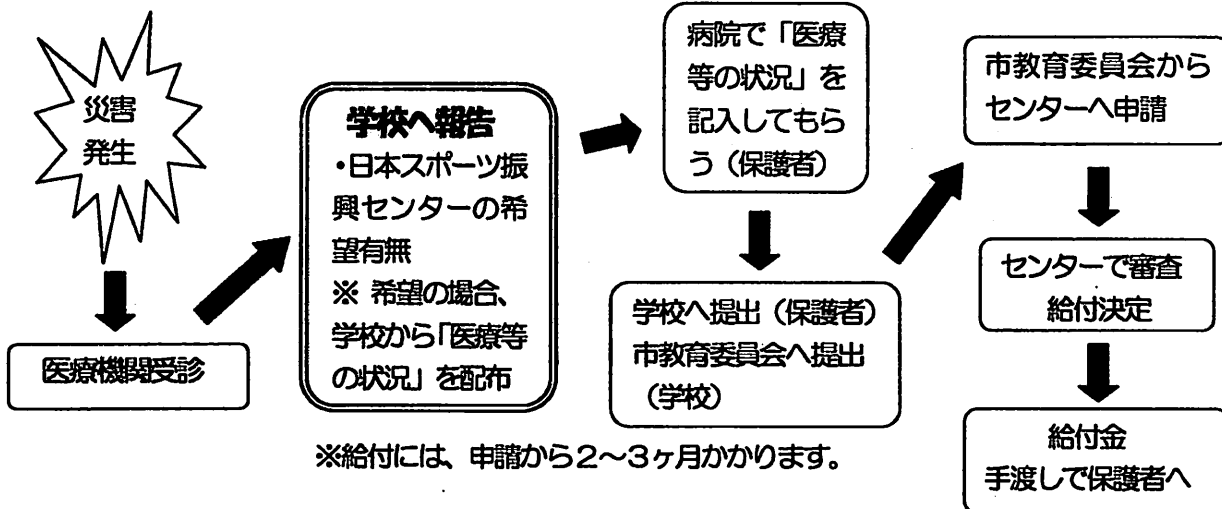 災害
発生
医療機関受診
学校へ報告
・日本スポーツ振
興センターの希
望有無
※ 希望の場合、
学校から「医療等
の状況」を配布
病院で「医療
等の状況」を
記入してもら
う（保護者）
学校へ提出（保護者）
市教育委員会へ提出
（学校）
市教育委員会から
センターへ申請
センターで審査
給付決定
給付金
手渡しで保護者へ
※給付には、申請から２～３ヶ月かかります。